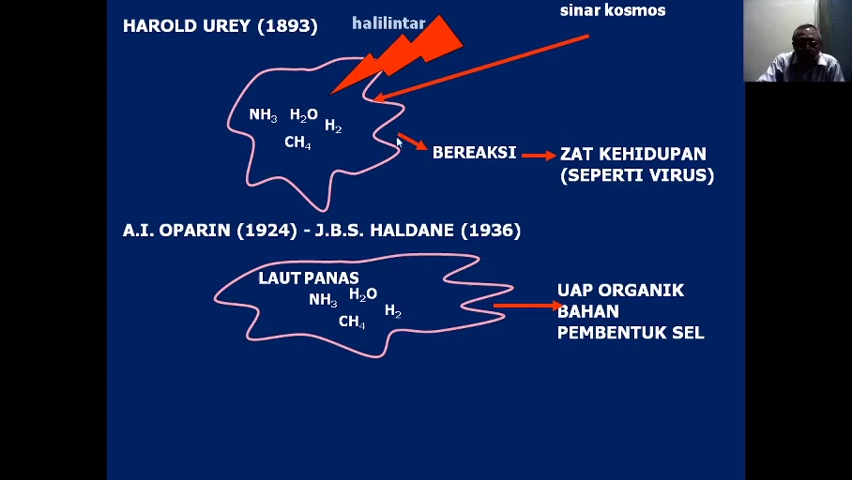 HAROLD UREY (1893)
halilintar
sinar kosmos
NH3 H2O
H2
CH4
BEREAKSI
ZAT KEHIDUPAN
(SEPERTI VIRUS)
A.I. OPARIN (1924) - J.B.S. HALDANE (1936)
LAUT PANAS
NH3 H2O
H2
CH4
UAP ORGANIK
BAHAN
PEMBENTUK SEL